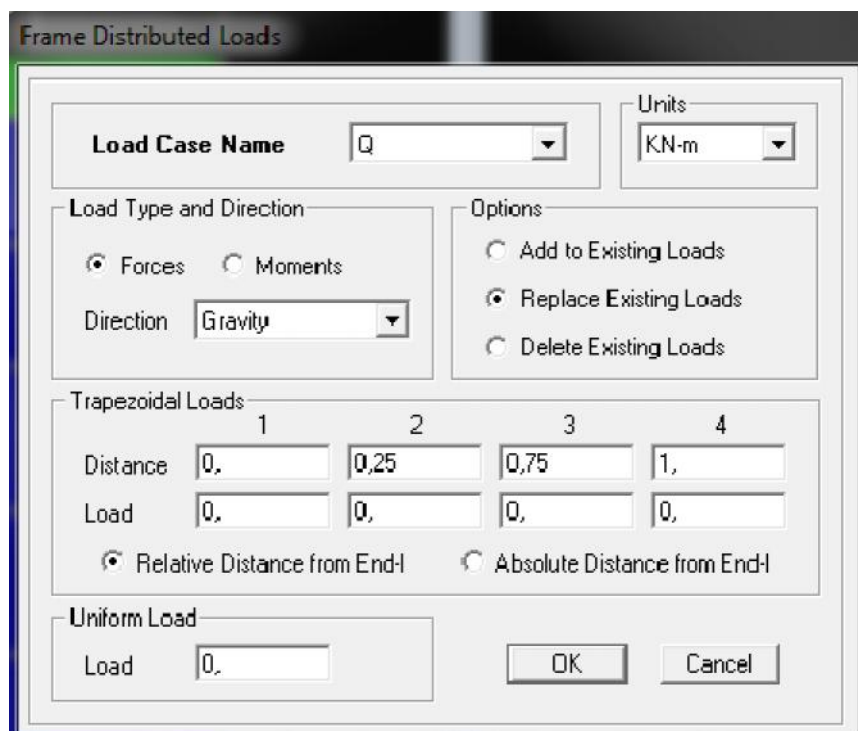 Frame Distributed Loads
Load Case Name Q
Units
KN-m
Load Type and Direction
Forces Moments
Direction Gravity
Options
Add to Existing Loads
Replace Existing Loads
Delete Existing Loads
Trapezoidal Loads
1 2 3 4
Distance 0, 0,25 0,75 1,
Load 0, 0, 0, 0,
Relative Distance from End-I Absolute Distance from End-I
Uniform Load
Load 0,
OK Cancel